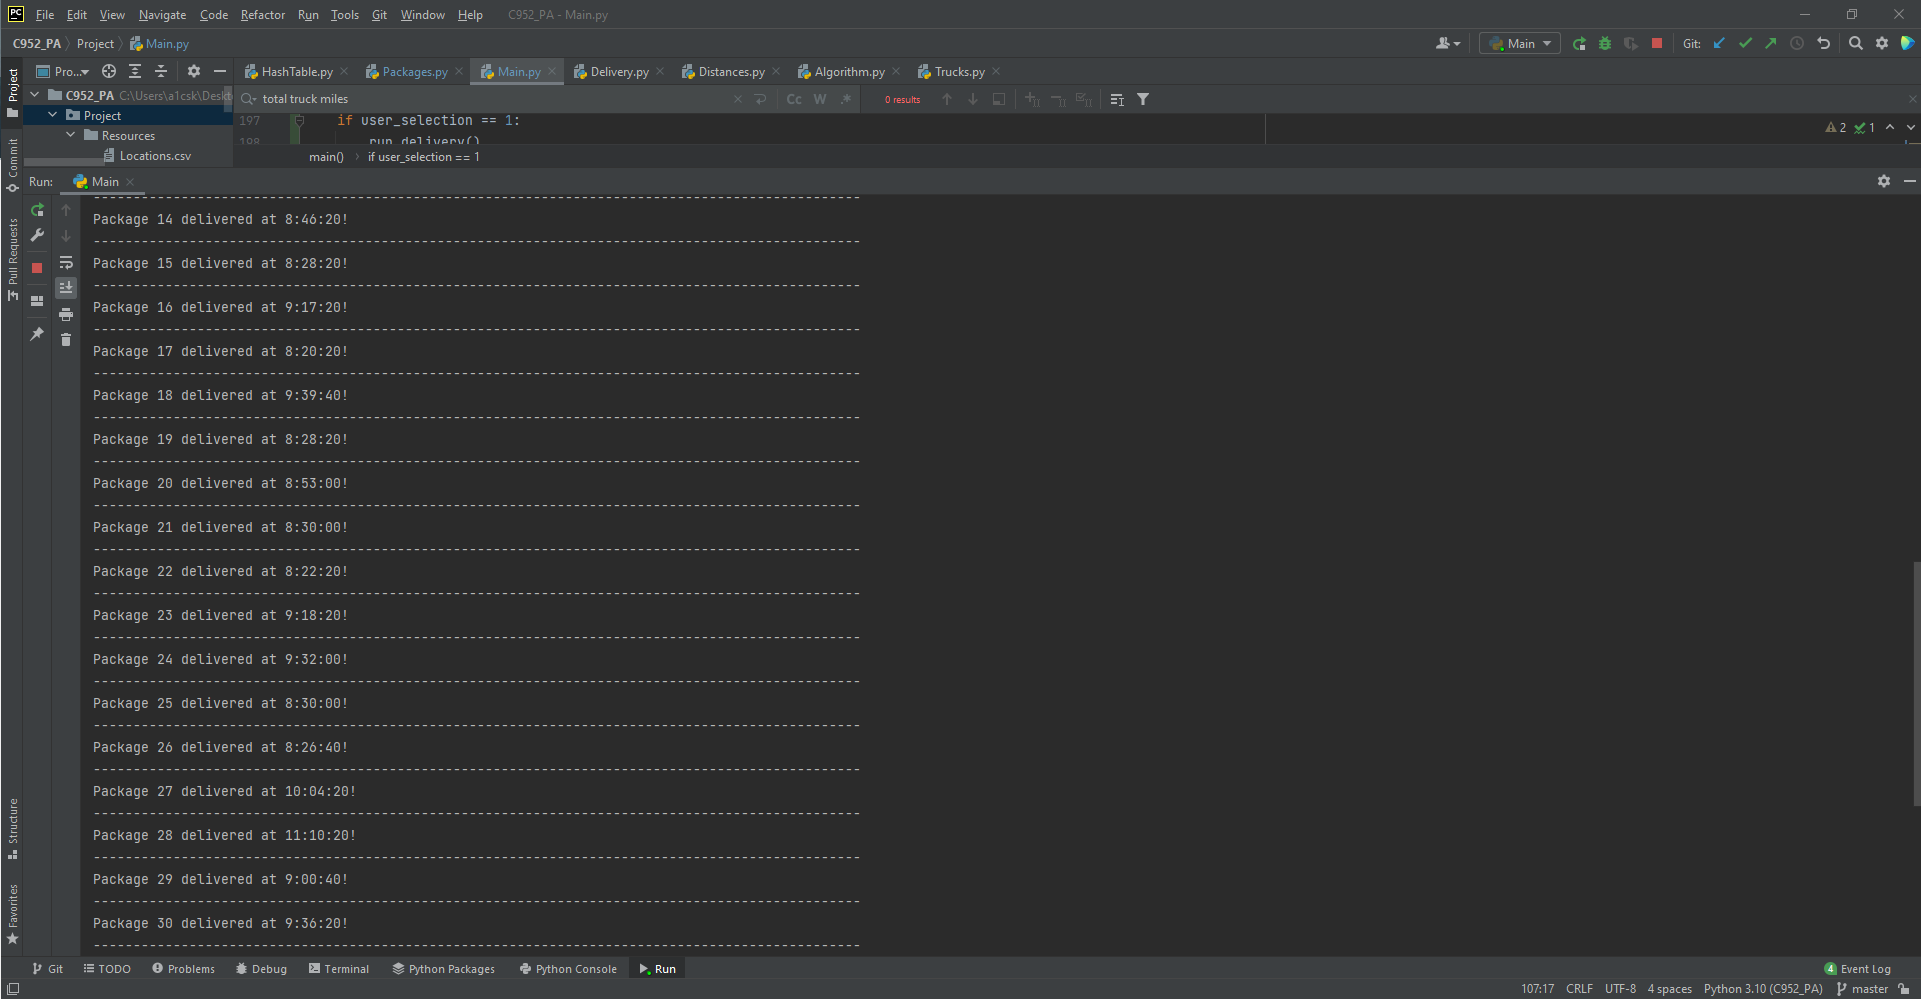 PC File Edit View Navigate Code Refactor Run Tools Git Window Help C952_PA - Main.py
C952_PA Project Main.py Main Git:
Pro... HashTable.py Packages.py Main.py Delivery.py Distances.py Algorithm.py Trucks.py
C952_PA C:\Users\a1csk\Deskt total truck miles Cc W .* 0 results
Project 197 if user_selection == 1: 2 1
Resources 198 run_delivery()
Locations.csv main() if user_selection == 1
Run: Main
--------------------------------------------------------------------------------
Package 14 delivered at 8:46:20!
--------------------------------------------------------------------------------
Package 15 delivered at 8:28:20!
--------------------------------------------------------------------------------
Package 16 delivered at 9:17:20!
--------------------------------------------------------------------------------
Package 17 delivered at 8:20:20!
--------------------------------------------------------------------------------
Package 18 delivered at 9:39:40!
--------------------------------------------------------------------------------
Package 19 delivered at 8:28:20!
--------------------------------------------------------------------------------
Package 20 delivered at 8:53:00!
--------------------------------------------------------------------------------
Package 21 delivered at 8:30:00!
--------------------------------------------------------------------------------
Package 22 delivered at 8:22:20!
--------------------------------------------------------------------------------
Package 23 delivered at 9:18:20!
--------------------------------------------------------------------------------
Package 24 delivered at 9:32:00!
--------------------------------------------------------------------------------
Package 25 delivered at 8:30:00!
--------------------------------------------------------------------------------
Package 26 delivered at 8:26:40!
--------------------------------------------------------------------------------
Package 27 delivered at 10:04:20!
--------------------------------------------------------------------------------
Package 28 delivered at 11:10:20!
--------------------------------------------------------------------------------
Package 29 delivered at 9:00:40!
--------------------------------------------------------------------------------
Package 30 delivered at 9:36:20!
--------------------------------------------------------------------------------
Project
Commit
Pull Requests
Structure
Favorites
Git TODO Problems Debug Terminal Python Packages Python Console Run 4 Event Log
107:17 CRLF UTF-8 4 spaces Python 3.10 (C952_PA) master